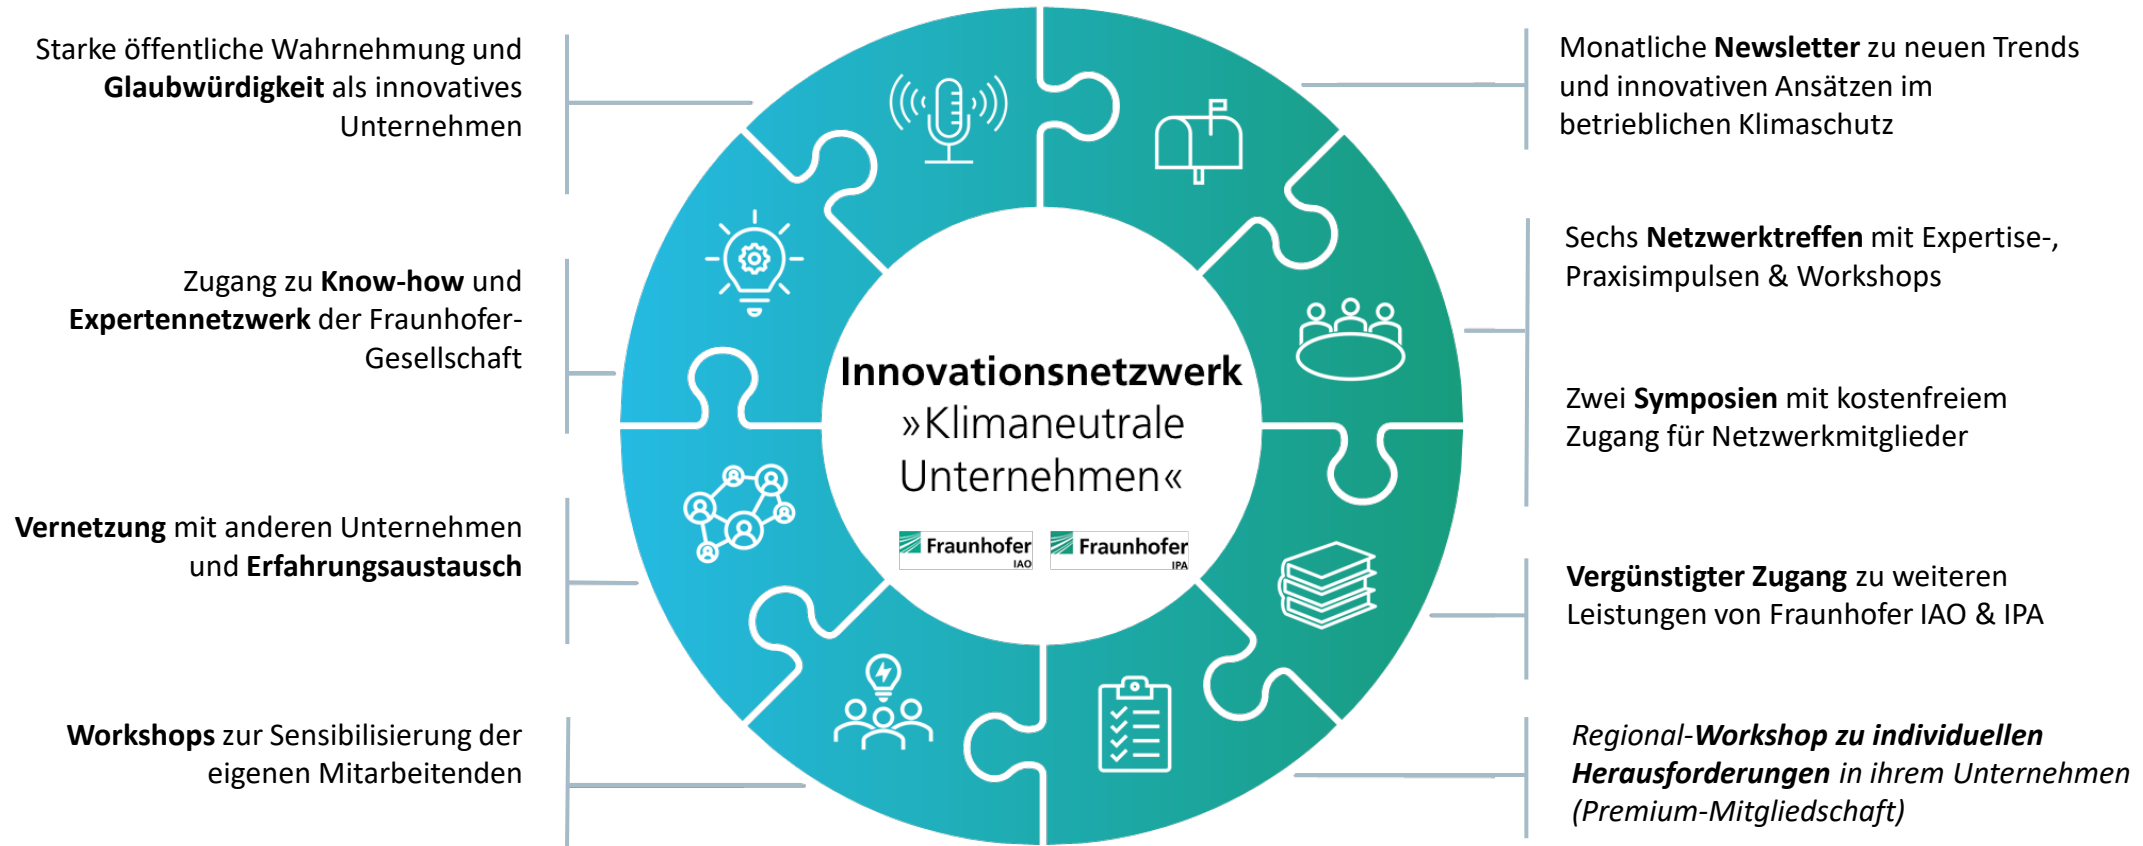 Starke öffentliche Wahrnehmung und
Glaubwürdigkeit als innovatives
Unternehmen
Zugang zu Know-how und
Expertennetzwerk der Fraunhofer-
Gesellschaft
Vernetzung mit anderen Unternehmen
und Erfahrungsaustausch
Workshops zur Sensibilisierung der
eigenen Mitarbeitenden
Innovationsnetzwerk
»Klimaneutrale
Unternehmen«
Fraunhofer
IAO
Fraunhofer
IPA
Monatliche Newsletter zu neuen Trends
und innovativen Ansätzen im
betrieblichen Klimaschutz
Sechs Netzwerktreffen mit Expertise-,
Praxisimpulsen & Workshops
Zwei Symposien mit kostenfreiem
Zugang für Netzwerkmitglieder
Vergünstigter Zugang zu weiteren
Leistungen von Fraunhofer IAO & IPA
Regional-Workshop zu individuellen
Herausforderungen in ihrem Unternehmen
(Premium-Mitgliedschaft)